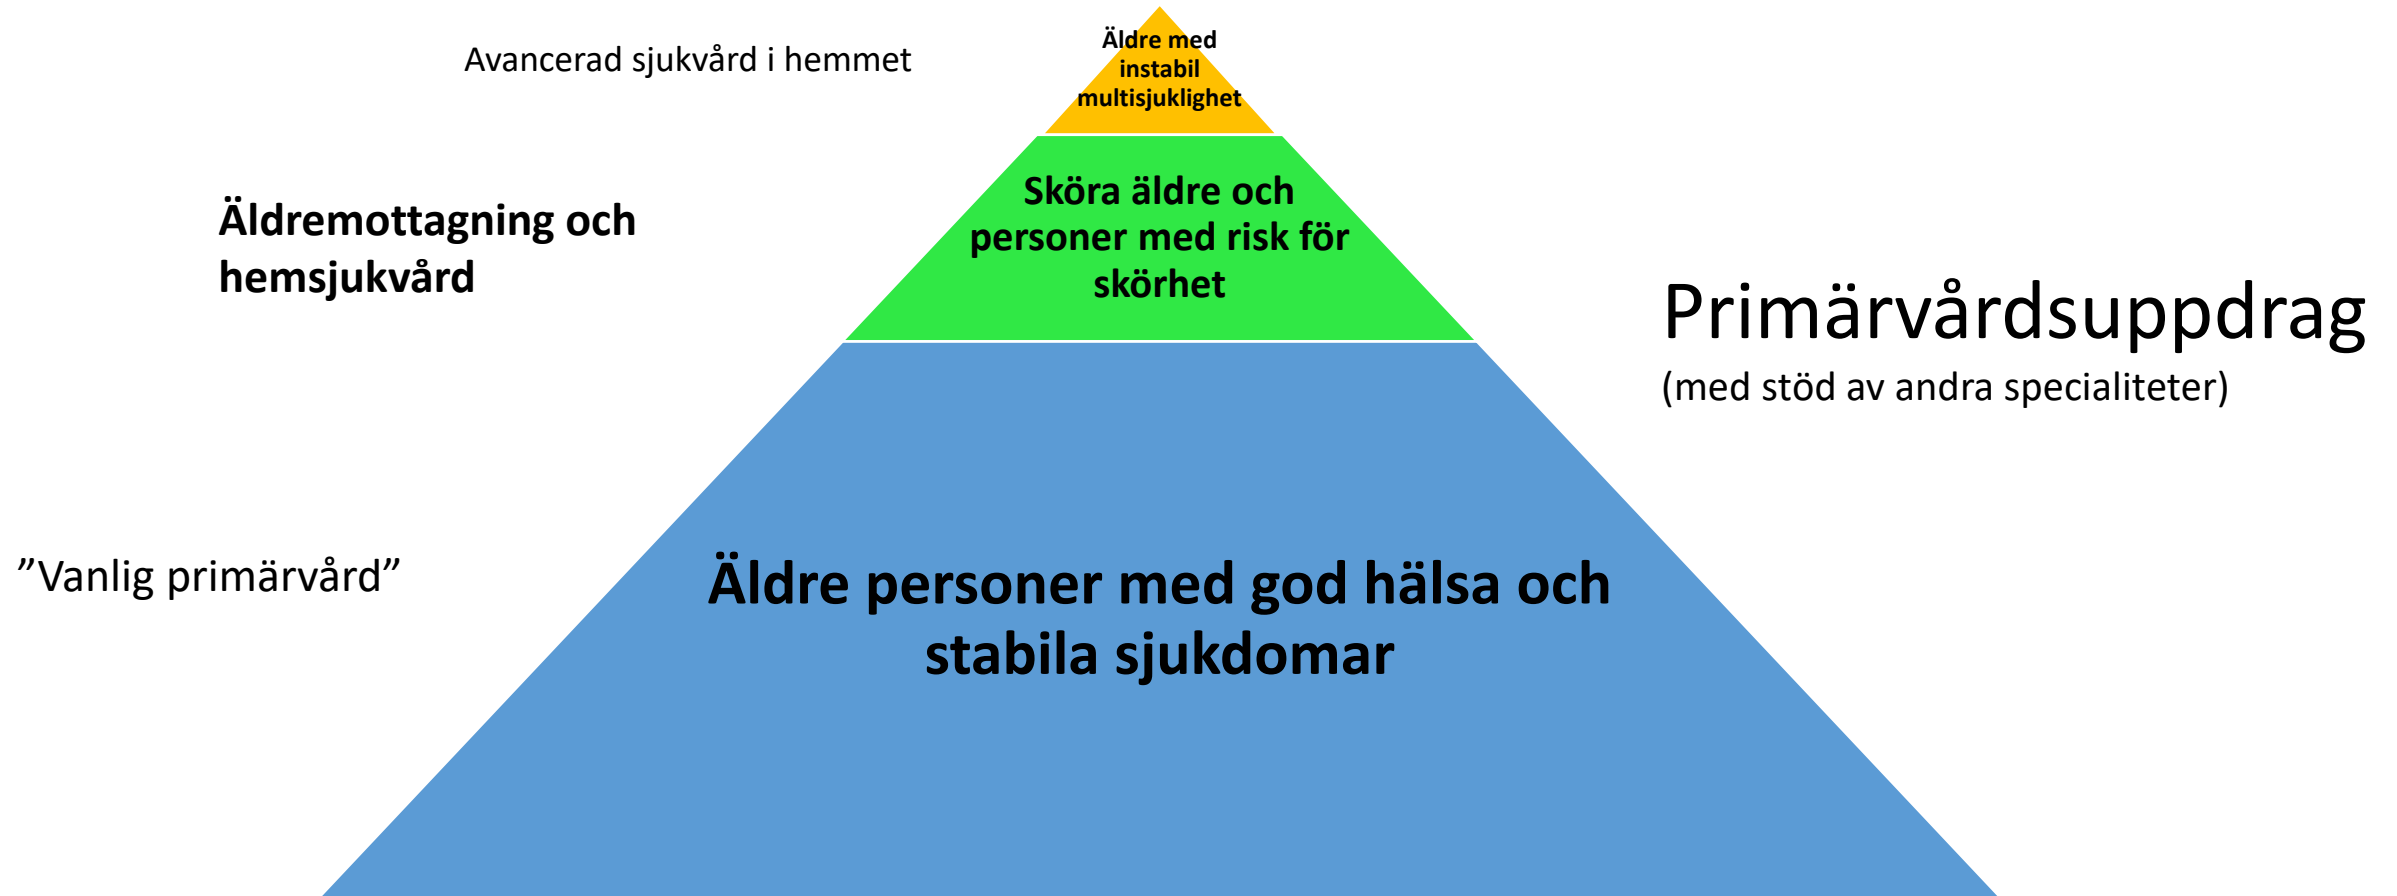 Avancerad sjukvård i hemmet
Äldre med
instabil
multisjuklighet
Äldremottagning och
hemsjukvård
Sköra äldre och
personer med risk för
skörhet
Primärvårdsuppdrag
(med stöd av andra specialiteter)
”Vanlig primärvård”
Äldre personer med god hälsa och
stabila sjukdomar